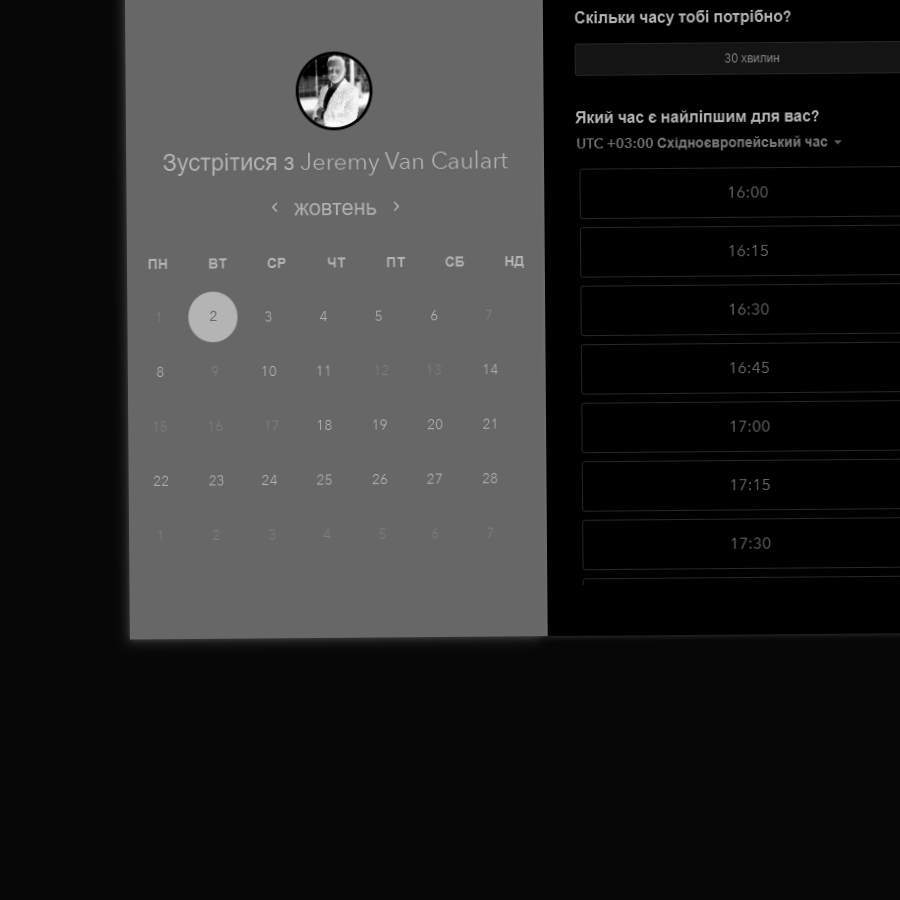 Зустрітися з Jeremy Van Caulart
жовтень
ПН ВТ СР ЧТ ПТ СБ НД
1 2 3 4 5 6 7
8 9 10 11 12 13 14
15 16 17 18 19 20 21
22 23 24 25 26 27 28
1 2 3 4 5 6 7
Скільки часу тобі потрібно?
30 хвилин
Який час є найліпшим для вас?
UTC +03:00 Східноєвропейський час
16:00
16:15
16:30
16:45
17:00
17:15
17:30